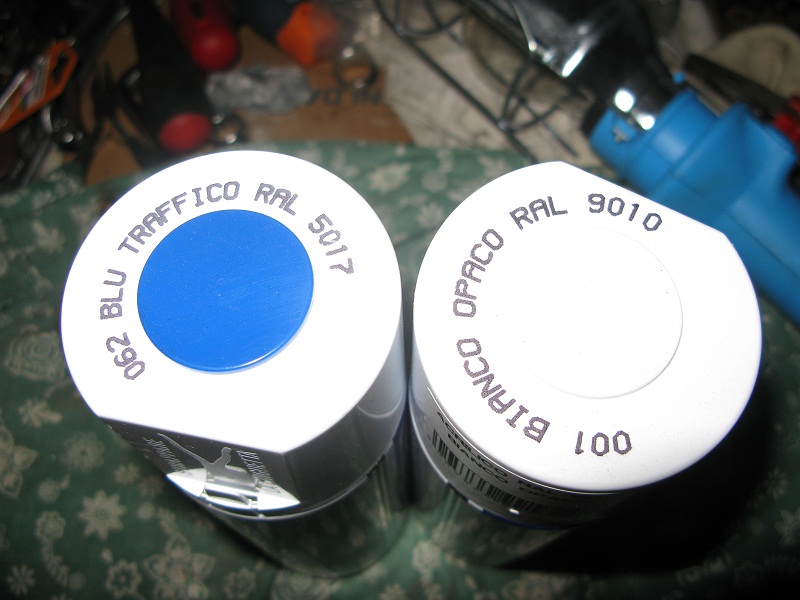 062 BLU TRAFFICO RAL 5017
001 BIANCO OPACO RAL 9010